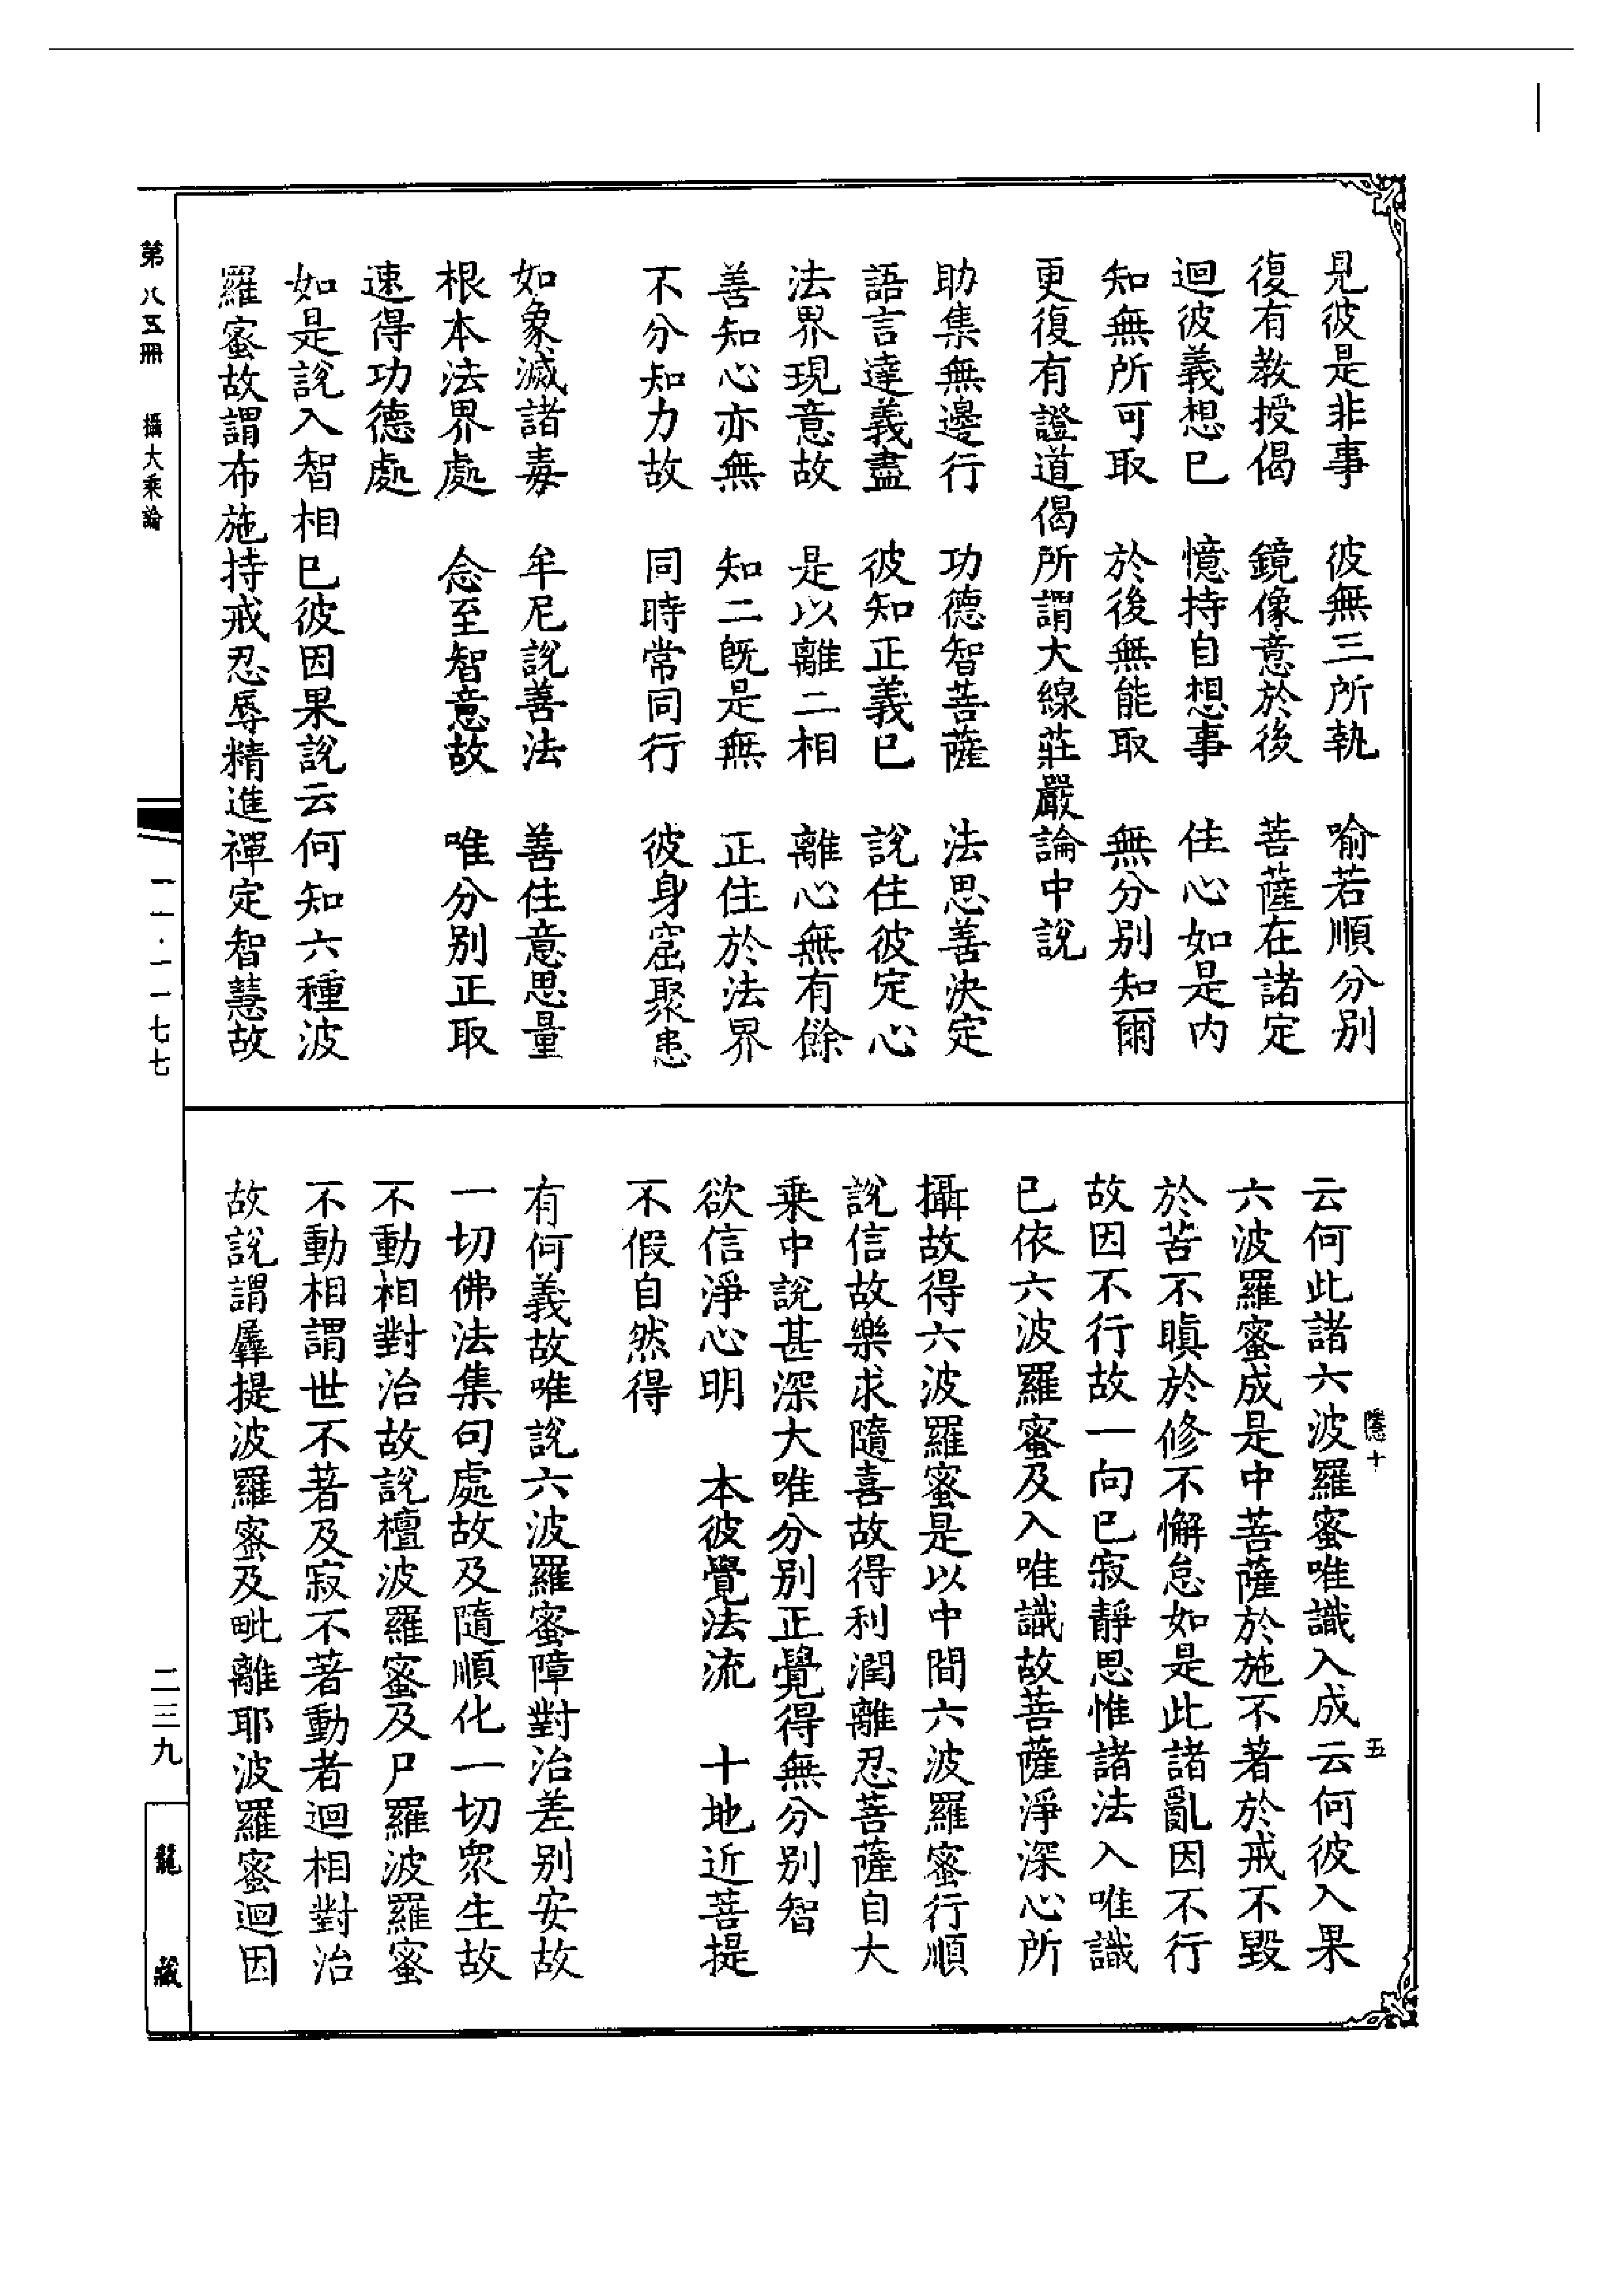 見彼是非事　彼無三所執　喻若順分別
復有教授偈　鏡像意於後　菩薩在諸定
迴彼義想已　憶持自想事　住心如是內
知無所可取　於後無能取　無分別知爾
更復有證道偈所謂大線莊嚴論中說
助集無邊行　功德智菩薩　法思善決定
語言達義盡　彼知正義已　說住彼定心
法界現意故　是以離二相　離心無有餘
善知心亦無　知二既是無　正住於法界
不分知力故　同時常同行　彼身窟聚患
如象滅諸毒　牟尼說善法　善住意思量
根本法界處　念至智意故　唯分別正取
速得功德處
如是說入智相已彼因果說云何知六種波
羅蜜故謂布施持戒忍辱精進禪定智慧故
云何此諸六波羅蜜唯識入成云何彼入果
六波羅蜜成是中菩薩於施不著於戒不毀
於苦不瞋於修不懈怠如是此諸亂因不行
故因不行故一向已寂靜思惟諸法入唯識
已依六波羅蜜及入唯識故菩薩淨深心所
攝故得六波羅蜜是以中間六波羅蜜行順
說信故樂求隨喜故得利潤離忍菩薩自大
乘中說甚深大唯分別正覺得無分別智
欲信淨心明　本彼覺法流　十地近菩提
不假自然得
有何義故唯說六波羅蜜障對治差別安故
一切佛法集句處故及隨順化一切眾生故
不動相對治故說檀波羅蜜及尸羅波羅蜜
不動相謂世不著及寂不著動者迴相對治
故說謂羼提波羅蜜及毗離耶波羅蜜迴因
隱十
五
第八五冊　攝大乘論
一一·一一七七
二三九
龍藏